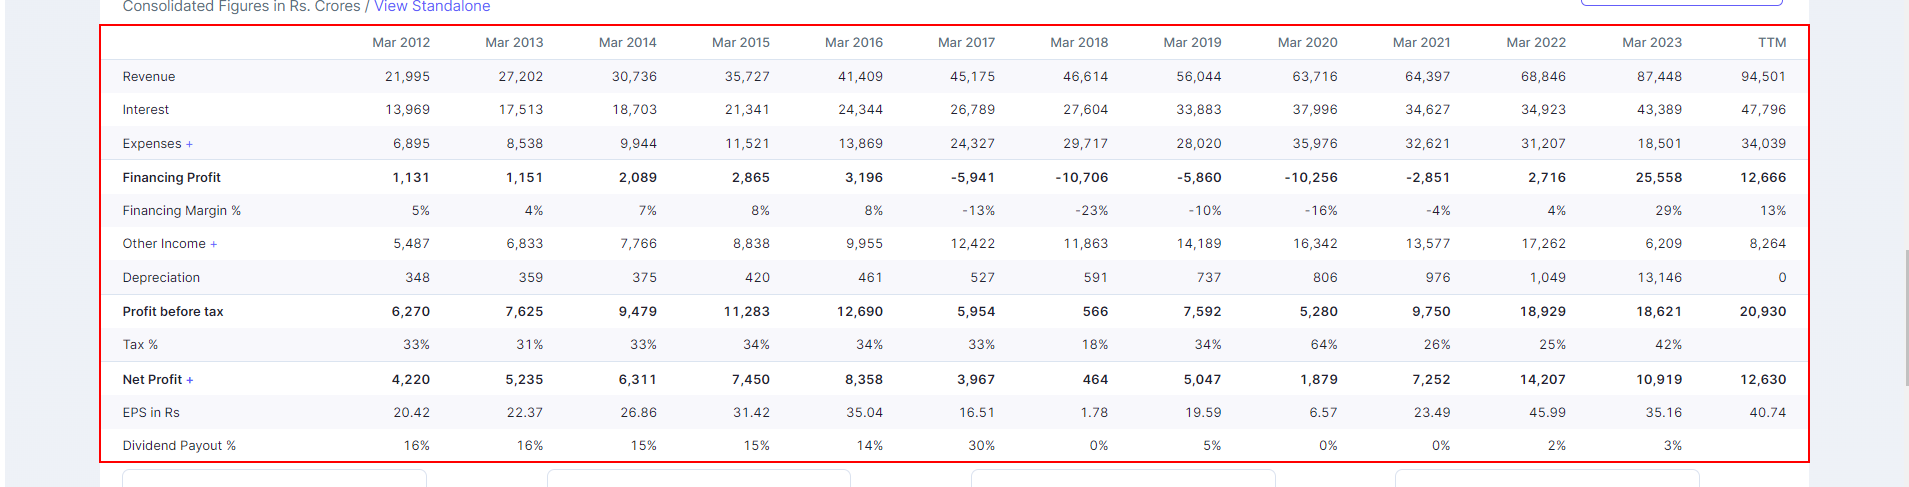 Consolidated Figures in Rs. Crores / View Standalone
Mar 2012 Mar 2013 Mar 2014 Mar 2015 Mar 2016 Mar 2017 Mar 2018 Mar 2019 Mar 2020 Mar 2021 Mar 2022 Mar 2023 TTM
Revenue 21,995 27,202 30,736 35,727 41,409 45,175 46,614 56,044 63,716 64,397 68,846 87,448 94,501
Interest 13,969 17,513 18,703 21,341 24,344 26,789 27,604 33,883 37,996 34,627 34,923 43,389 47,796
Expenses + 6,895 8,538 9,944 11,521 13,869 24,327 29,717 28,020 35,976 32,621 31,207 18,501 34,039
Financing Profit 1,131 1,151 2,089 2,865 3,196 -5,941 -10,706 -5,860 -10,256 -2,851 2,716 25,558 12,666
Financing Margin % 5% 4% 7% 8% 8% -13% -23% -10% -16% -4% 4% 29% 13%
Other Income + 5,487 6,833 7,766 8,838 9,955 12,422 11,863 14,189 16,342 13,577 17,262 6,209 8,264
Depreciation 348 359 375 420 461 527 591 737 806 976 1,049 13,146 0
Profit before tax 6,270 7,625 9,479 11,283 12,690 5,954 566 7,592 5,280 9,750 18,929 18,621 20,930
Tax % 33% 31% 33% 34% 34% 33% 18% 34% 64% 26% 25% 42%
Net Profit + 4,220 5,235 6,311 7,450 8,358 3,967 464 5,047 1,879 7,252 14,207 10,919 12,630
EPS in Rs 20.42 22.37 26.86 31.42 35.04 16.51 1.78 19.59 6.57 23.49 45.99 35.16 40.74
Dividend Payout % 16% 16% 15% 15% 14% 30% 0% 5% 0% 0% 2% 3%